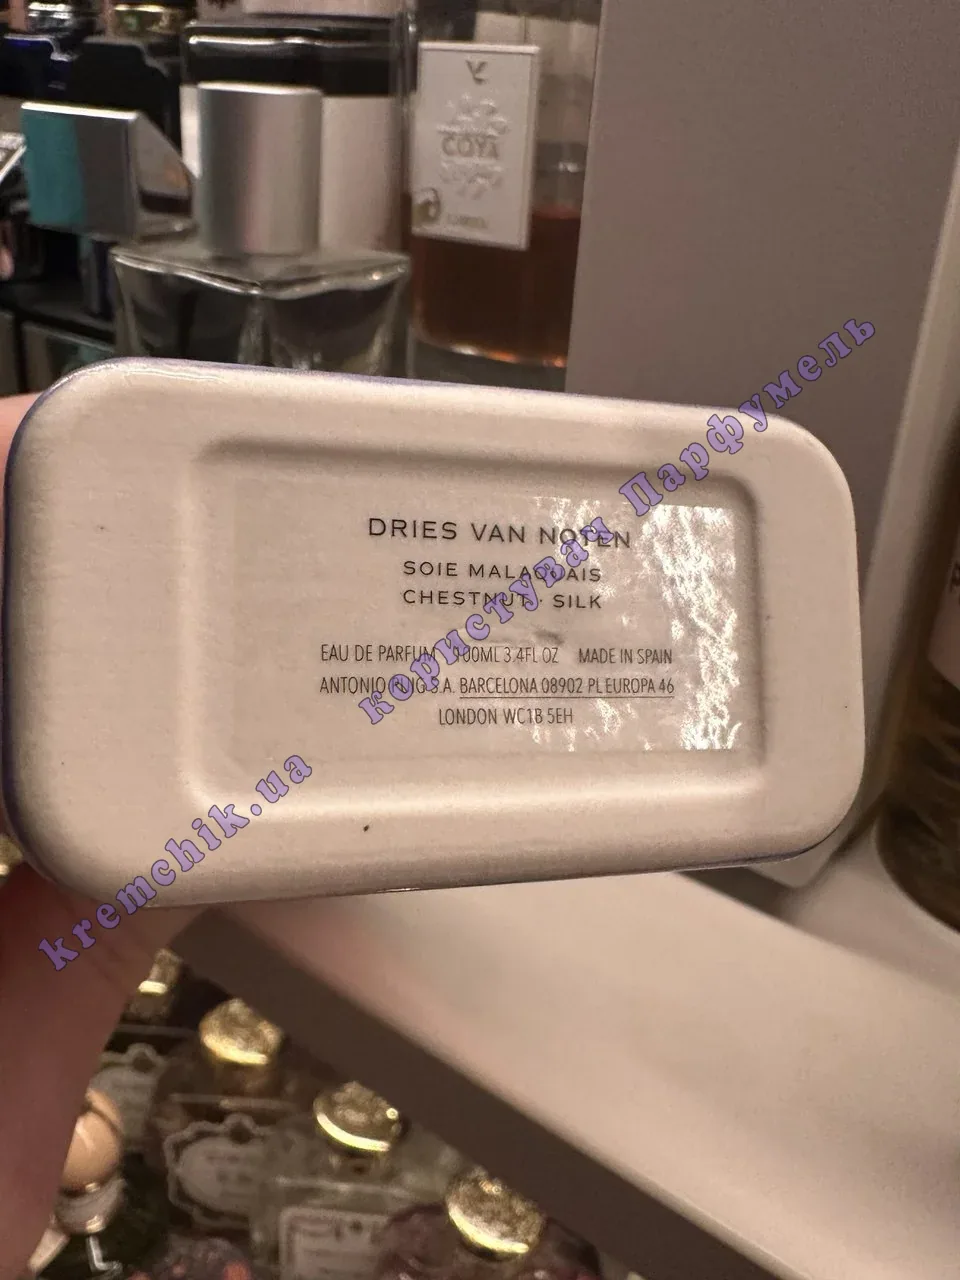 COYA
DRIES VAN NOTEN
SOIE MALAQUAIS
CHESTNUT · SILK
EAU DE PARFUM 100ML 3.4FL OZ MADE IN SPAIN
ANTONIO PUIG S.A. BARCELONA 08902 PL EUROPA 46
LONDON WC1B 5EH
kremchik.ua користувач Парфумель